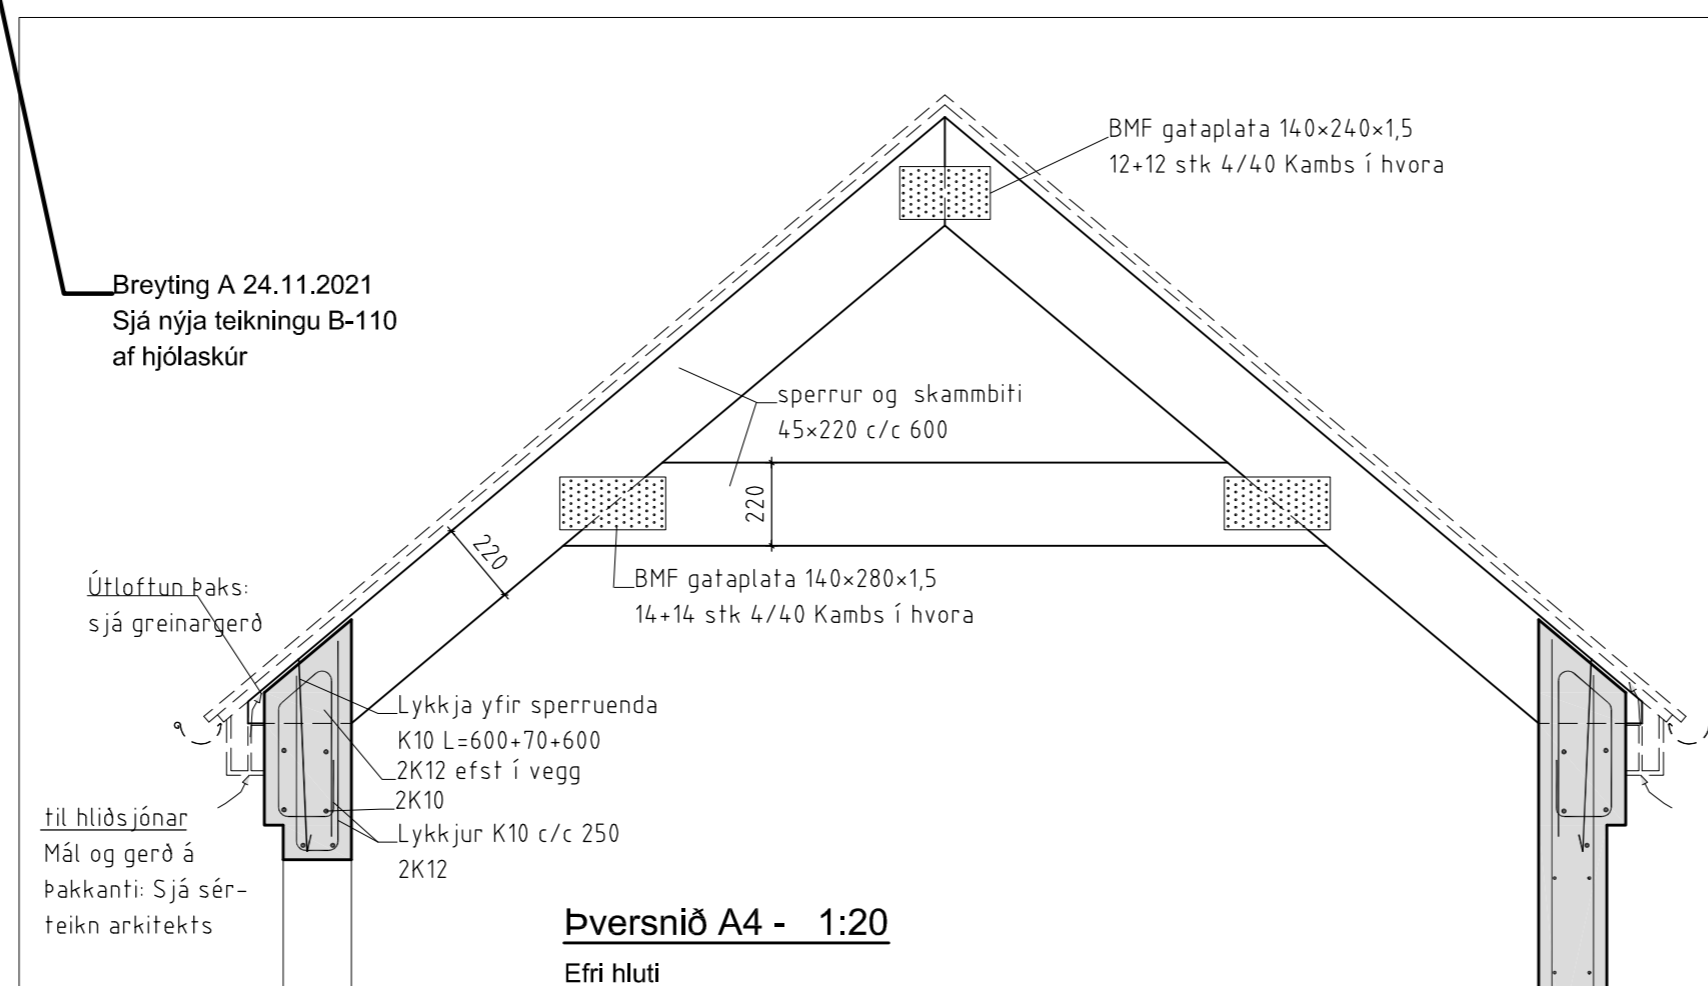 BMF gataplata 140×240×1,5
12+12 stk 4/40 Kambs í hvora
Breyting A 24.11.2021
Sjá nýja teikningu B-110
af hjólaskúr
sperrur og skammbiti
45×220 c/c 600
220
220
BMF gataplata 140×280×1,5
14+14 stk 4/40 Kambs í hvora
Útloftun þaks:
sjá greinargerð
Lykkja yfir sperruenda
K10 L=600+70+600
2K12 efst í vegg
2K10
Lykkjur K10 c/c 250
2K12
til hliðsjónar
Mál og gerð á
þakkanti: Sjá sér-
teikn arkitekts
Þversnið A4 - 1:20
Efri hluti